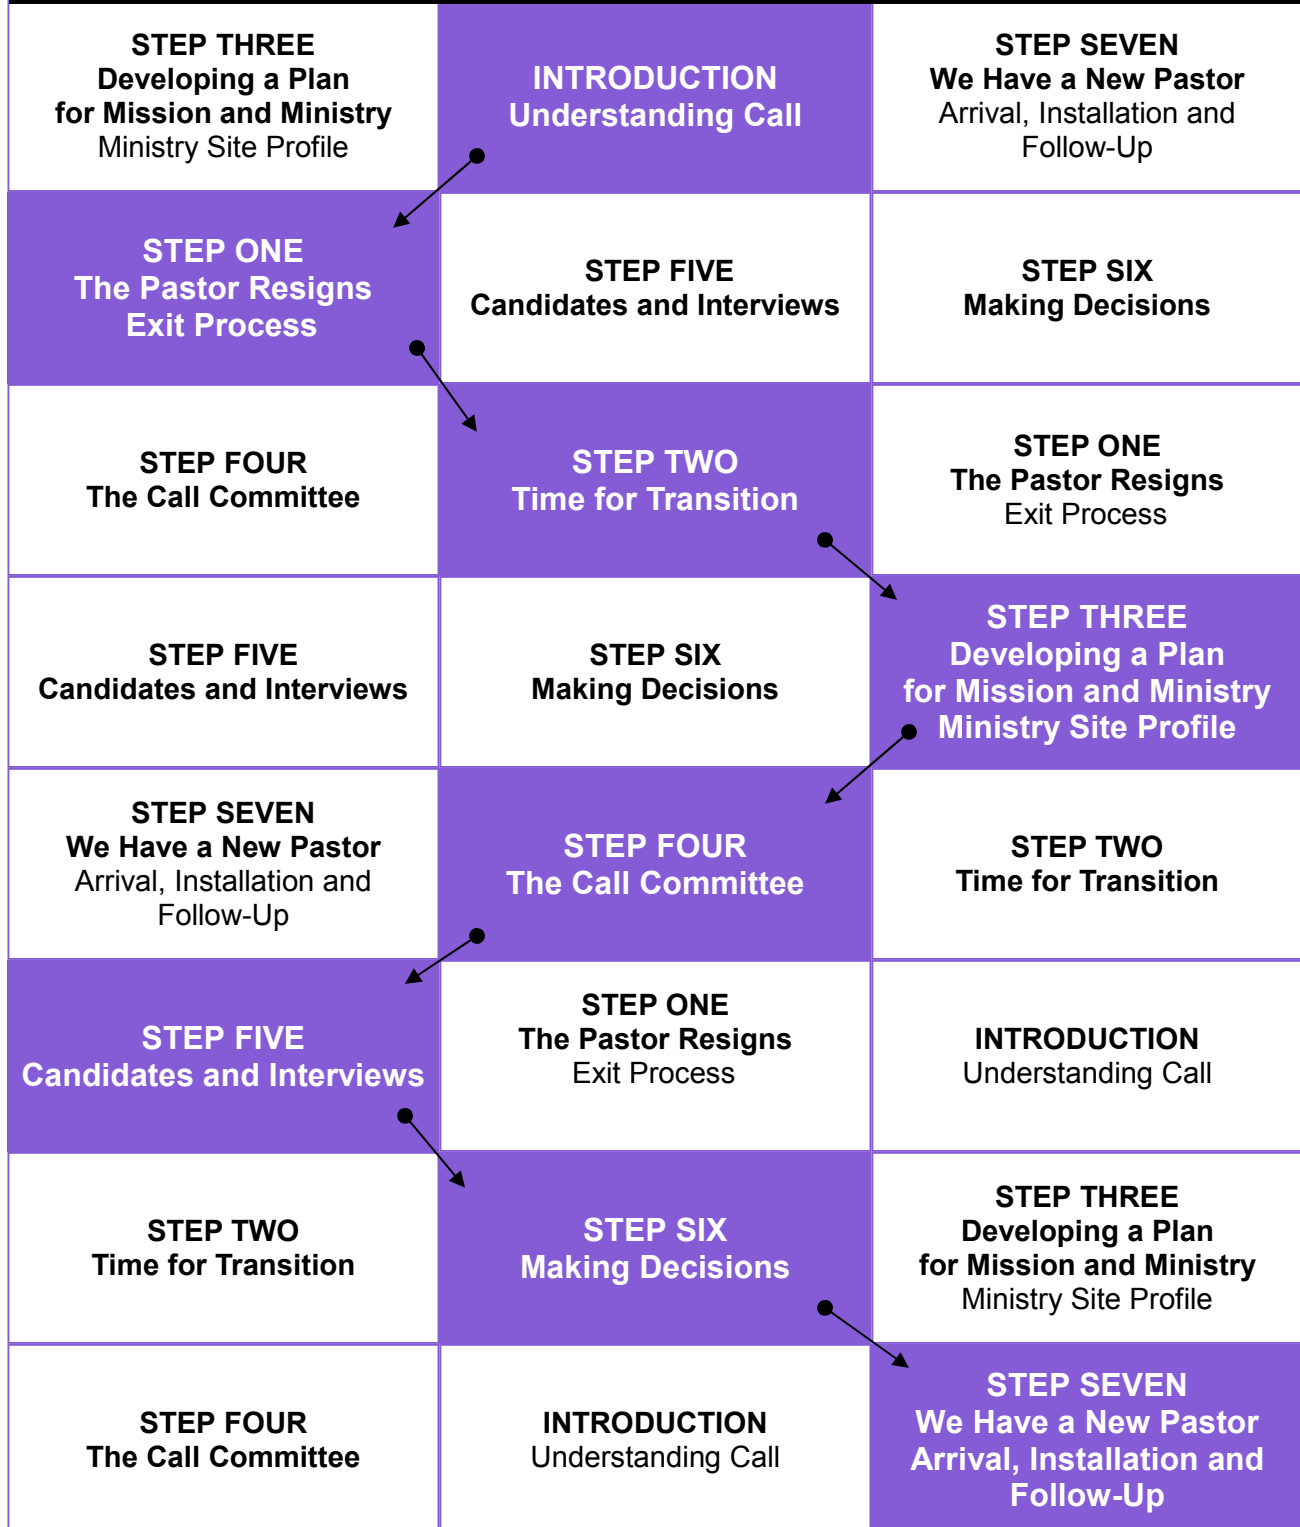 STEP THREE
Developing a Plan
for Mission and Ministry
Ministry Site Profile
INTRODUCTION
Understanding Call
STEP SEVEN
We Have a New Pastor
Arrival, Installation and
Follow-Up
STEP ONE
The Pastor Resigns
Exit Process
STEP FIVE
Candidates and Interviews
STEP SIX
Making Decisions
STEP FOUR
The Call Committee
STEP TWO
Time for Transition
STEP ONE
The Pastor Resigns
Exit Process
STEP FIVE
Candidates and Interviews
STEP SIX
Making Decisions
STEP THREE
Developing a Plan
for Mission and Ministry
Ministry Site Profile
STEP SEVEN
We Have a New Pastor
Arrival, Installation and
Follow-Up
STEP FOUR
The Call Committee
STEP TWO
Time for Transition
STEP FIVE
Candidates and Interviews
STEP ONE
The Pastor Resigns
Exit Process
INTRODUCTION
Understanding Call
STEP TWO
Time for Transition
STEP SIX
Making Decisions
STEP THREE
Developing a Plan
for Mission and Ministry
Ministry Site Profile
STEP FOUR
The Call Committee
INTRODUCTION
Understanding Call
STEP SEVEN
We Have a New Pastor
Arrival, Installation and
Follow-Up